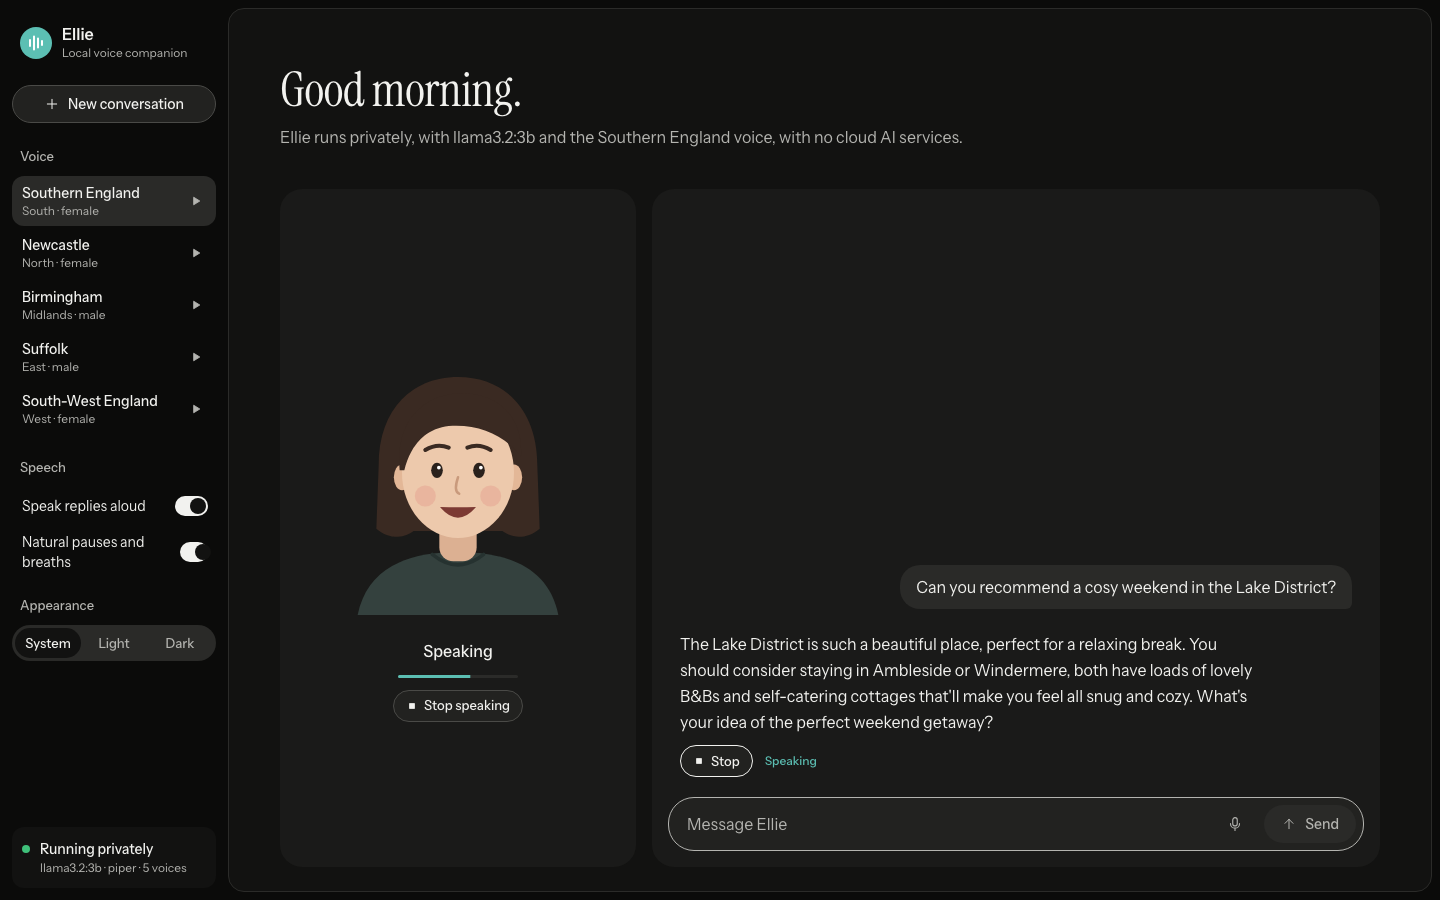 Ellie
Local voice companion
New conversation
Voice
Southern England
South · female
Newcastle
North · female
Birmingham
Midlands · male
Suffolk
East · male
South-West England
West · female
Speech
Speak replies aloud
Natural pauses and
breaths
Appearance
System Light Dark
Running privately
llama3.2:3b · piper · 5 voices
Good morning.
Ellie runs privately, with llama3.2:3b and the Southern England voice, with no cloud AI services.
Speaking
Stop speaking
Can you recommend a cosy weekend in the Lake District?
The Lake District is such a beautiful place, perfect for a relaxing break. You
should consider staying in Ambleside or Windermere, both have loads of lovely
B&Bs and self-catering cottages that'll make you feel all snug and cozy. What's
your idea of the perfect weekend getaway?
Stop Speaking
Message Ellie Send